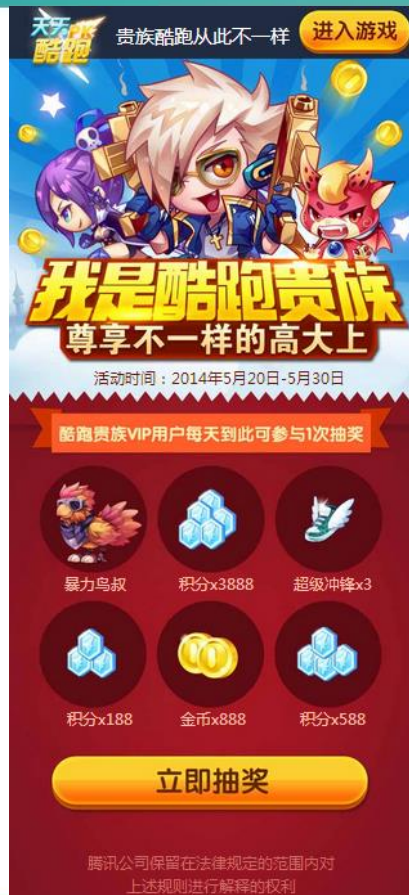 天天酷跑
贵族酷跑从此不一样
进入游戏
我是酷跑贵族
尊享不一样的高大上
活动时间：2014年5月20日-5月30日
酷跑贵族VIP用户每天到此可参与1次抽奖
暴力鸟叔 积分x3888 超级冲锋x3
积分x188 金币x888 积分x588
立即抽奖
腾讯公司保留在法律规定的范围内对
上述规则进行解释的权利